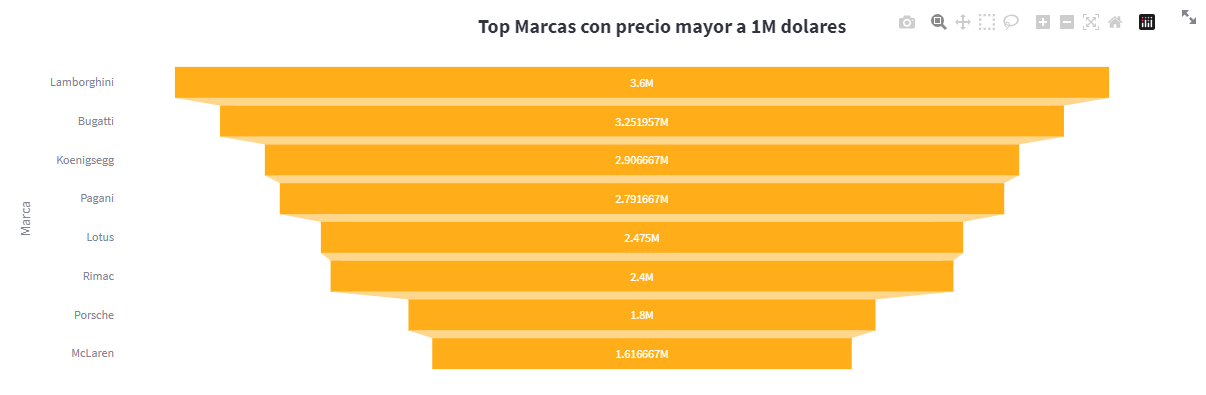 Top Marcas con precio mayor a 1M dolares
Marca
Lamborghini 3.6M
Bugatti 3.251957M
Koenigsegg 2.906667M
Pagani 2.791667M
Lotus 2.475M
Rimac 2.4M
Porsche 1.8M
McLaren 1.616667M